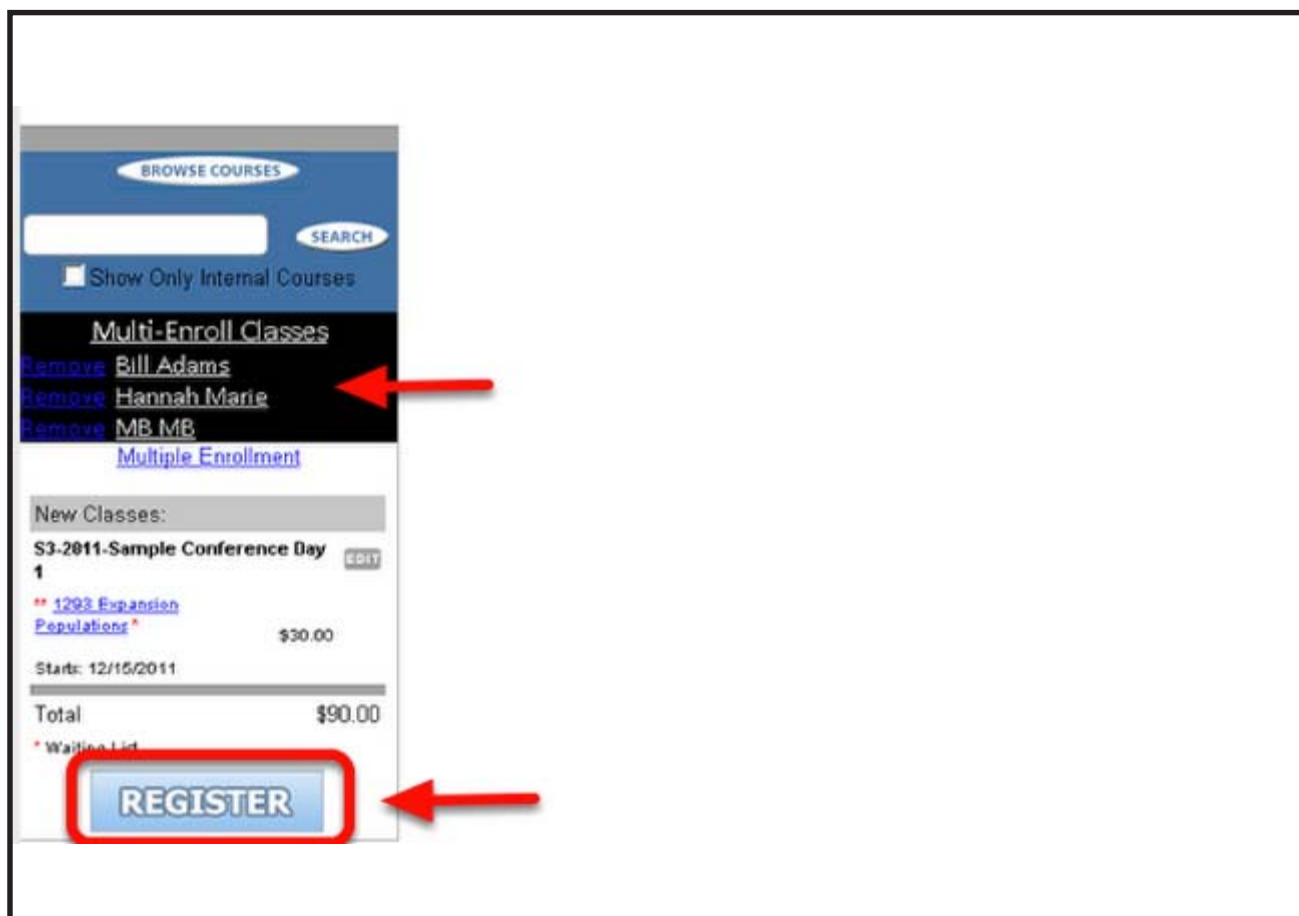 BROWSE COURSES
SEARCH
Show Only Internal Courses
Multi-Enroll Classes
Remove Bill Adams
Remove Hannah Marie
Remove MB MB
Multiple Enrollment
New Classes:
S3-2011-Sample Conference Day EDIT
1
** 1293 Expansion
Populations* $30.00
Starts: 12/15/2011
Total $90.00
* Waiting List
REGISTER